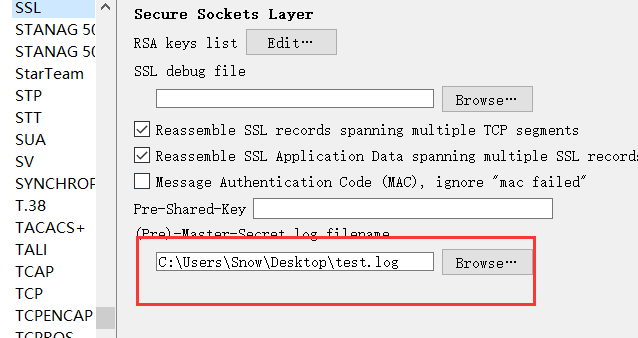 SSL
STANAG 50
STANAG 50
StarTeam
STP
STT
SUA
SV
SYNCHROP
T.38
TACACS+
TALI
TCAP
TCP
TCPENCAP
TCPROS
Secure Sockets Layer
RSA keys list Edit…
SSL debug file
Browse…
Reassemble SSL records spanning multiple TCP segments
Reassemble SSL Application Data spanning multiple SSL records
Message Authentication Code (MAC), ignore "mac failed"
Pre-Shared-Key
(Pre)-Master-Secret log filename
C:\Users\Snow\Desktop\test.log Browse…